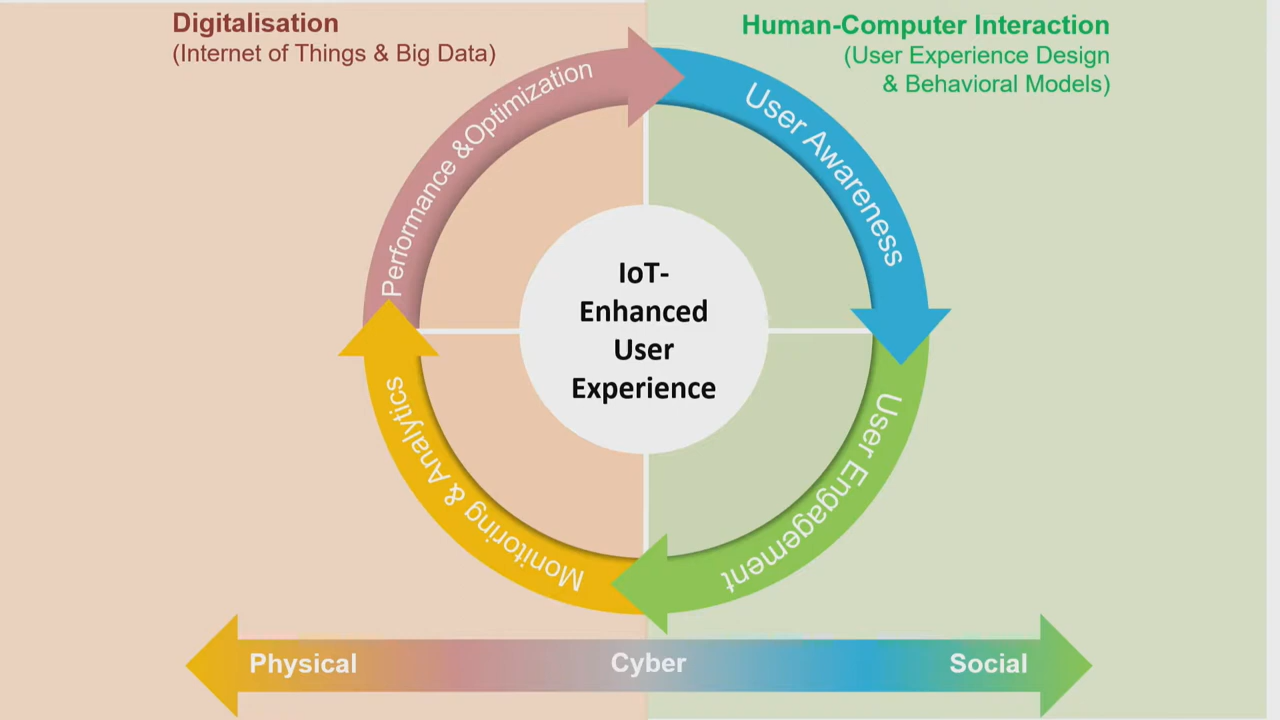 Digitalisation
(Internet of Things & Big Data)
Human-Computer Interaction
(User Experience Design
& Behavioral Models)
Performance &Optimization
User Awareness
IoT-
Enhanced
User
Experience
Monitoring & Analytics
User Engagement
Physical
Cyber
Social